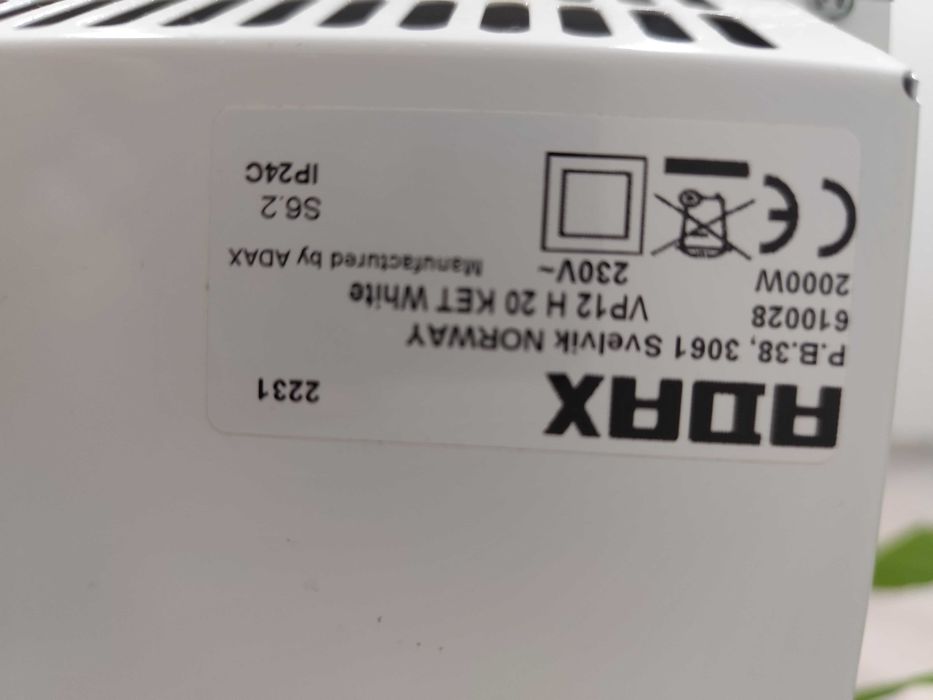 ADAX 2231
P.B.38, 3061 Svelvik NORWAY
610028 VP12 H 20 KET White
2000W 230V~ Manufactured by ADAX
CE S6.2
IP24C